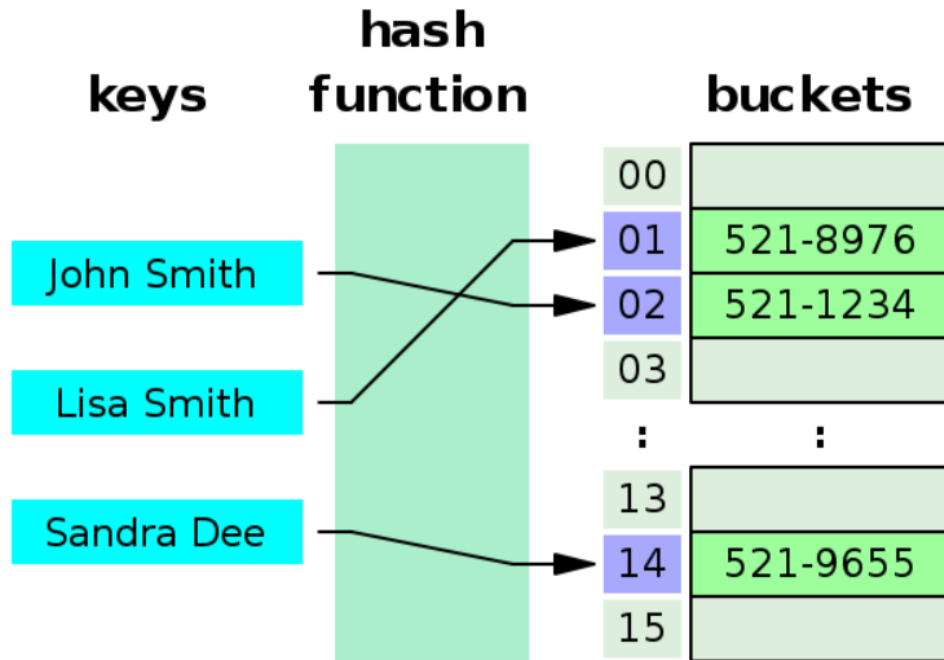 hash
keys function buckets
00
01 521-8976
John Smith
02 521-1234
03
Lisa Smith
: :
13
Sandra Dee
14 521-9655
15